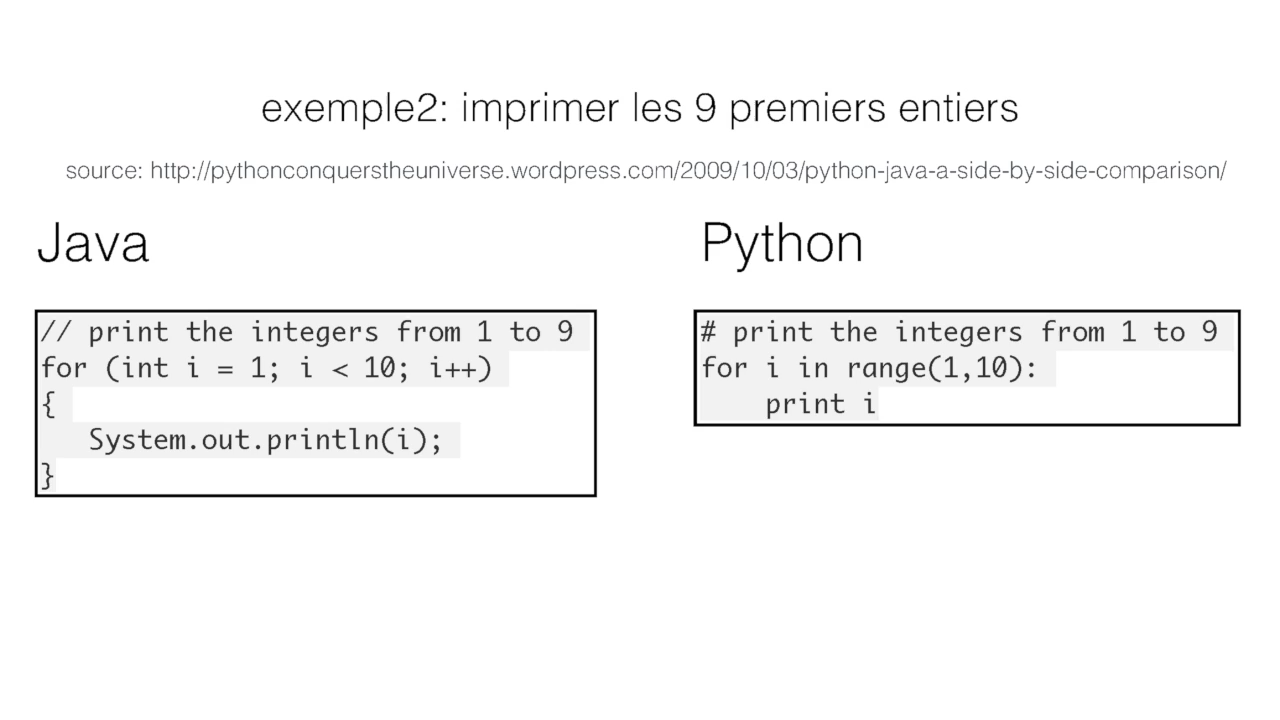 exemple2: imprimer les 9 premiers entiers
source: http://pythonconquerstheuniverse.wordpress.com/2009/10/03/python-java-a-side-by-side-comparison/
Java
// print the integers from 1 to 9
for (int i = 1; i < 10; i++)
{
   System.out.println(i);
}
Python
# print the integers from 1 to 9
for i in range(1,10):
    print i